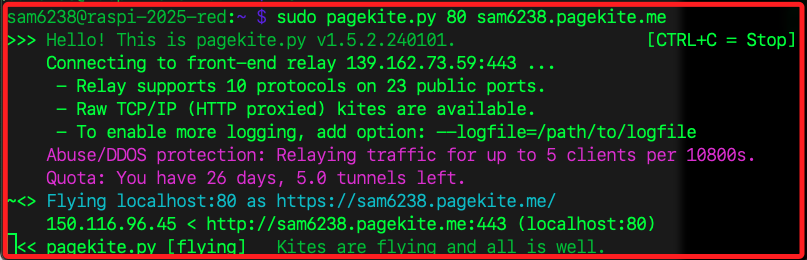 sam6238@raspi-2025-red:~ $ sudo pagekite.py 80 sam6238.pagekite.me
>>> Hello! This is pagekite.py v1.5.2.240101. [CTRL+C = Stop]
Connecting to front-end relay 139.162.73.59:443 ...
- Relay supports 10 protocols on 23 public ports.
- Raw TCP/IP (HTTP proxied) kites are available.
- To enable more logging, add option: --logfile=/path/to/logfile
Abuse/DDOS protection: Relaying traffic for up to 5 clients per 10800s.
Quota: You have 26 days, 5.0 tunnels left.
~<> Flying localhost:80 as https://sam6238.pagekite.me/
150.116.96.45 < http://sam6238.pagekite.me:443 (localhost:80)
<< pagekite.py [flying] Kites are flying and all is well.